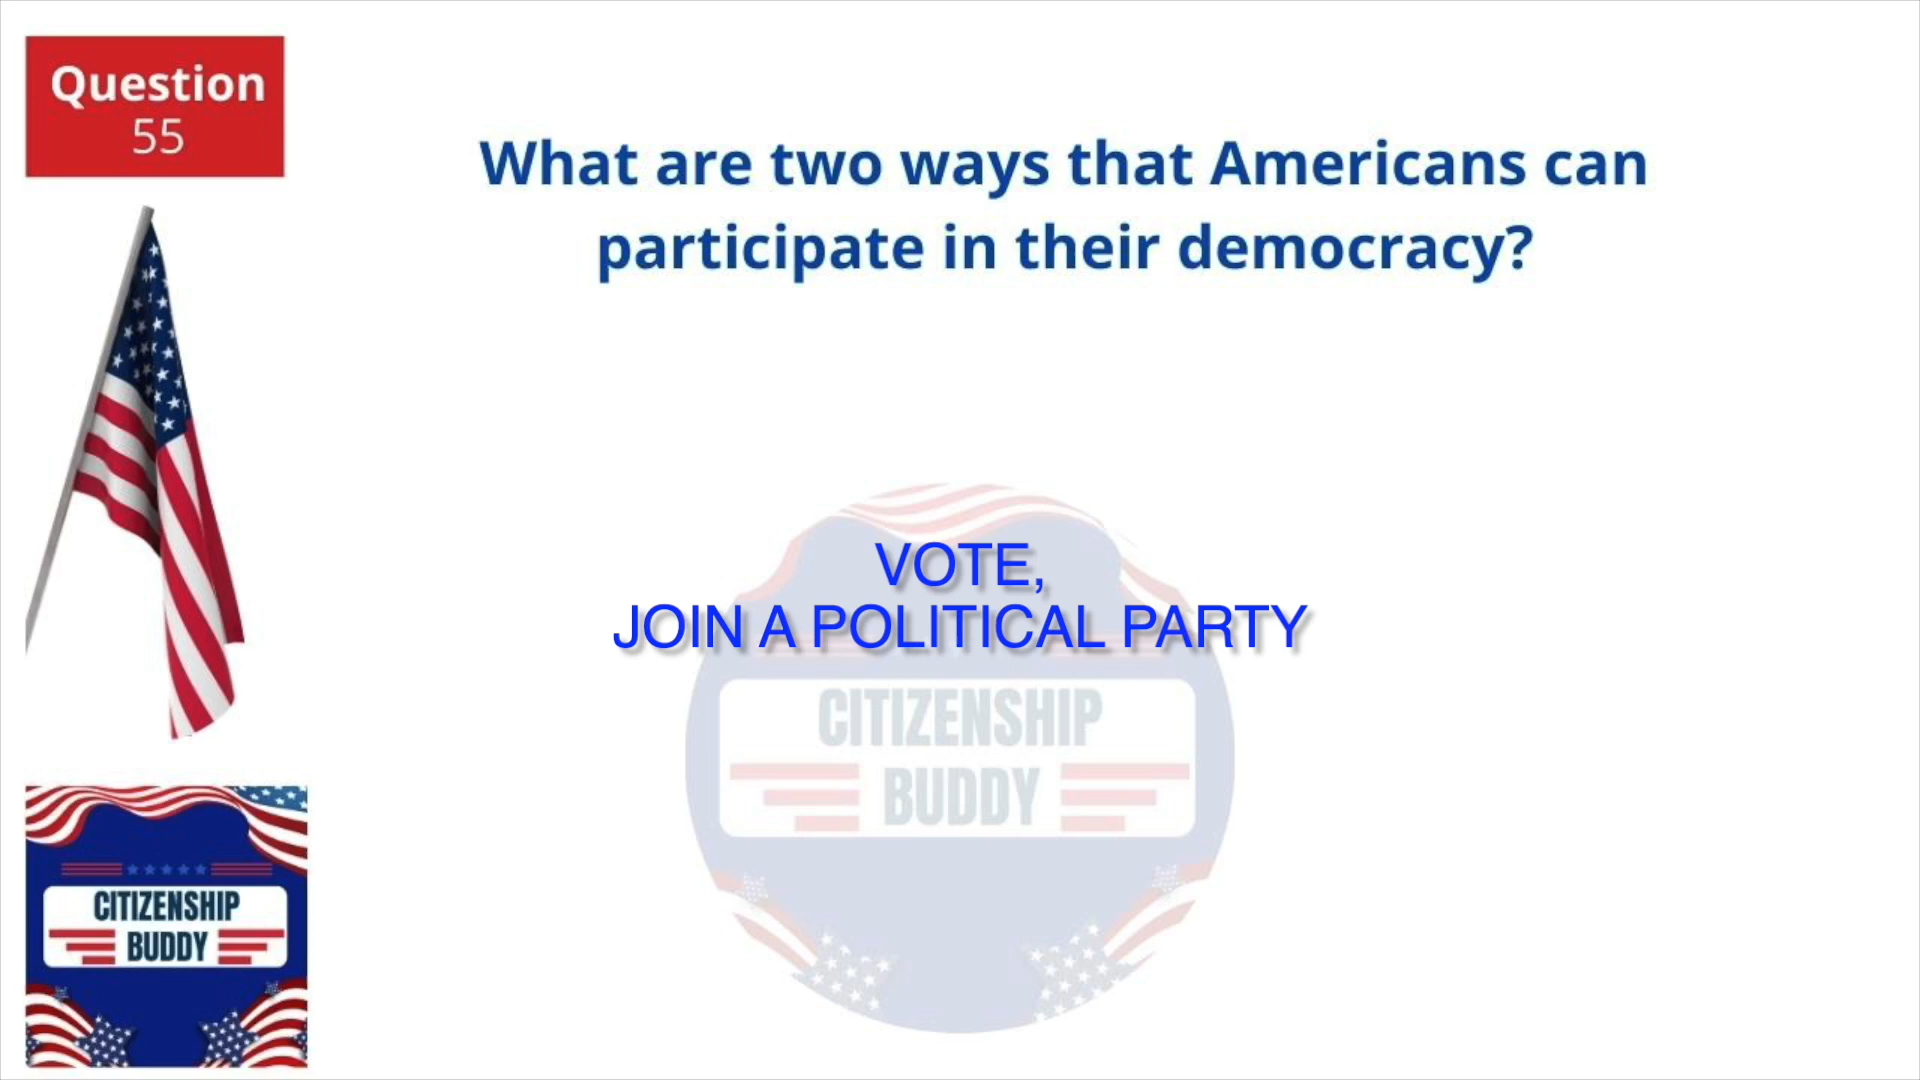 Question
55
What are two ways that Americans can
participate in their democracy?
VOTE,
JOIN A POLITICAL PARTY
CITIZENSHIP
BUDDY
CITIZENSHIP
BUDDY